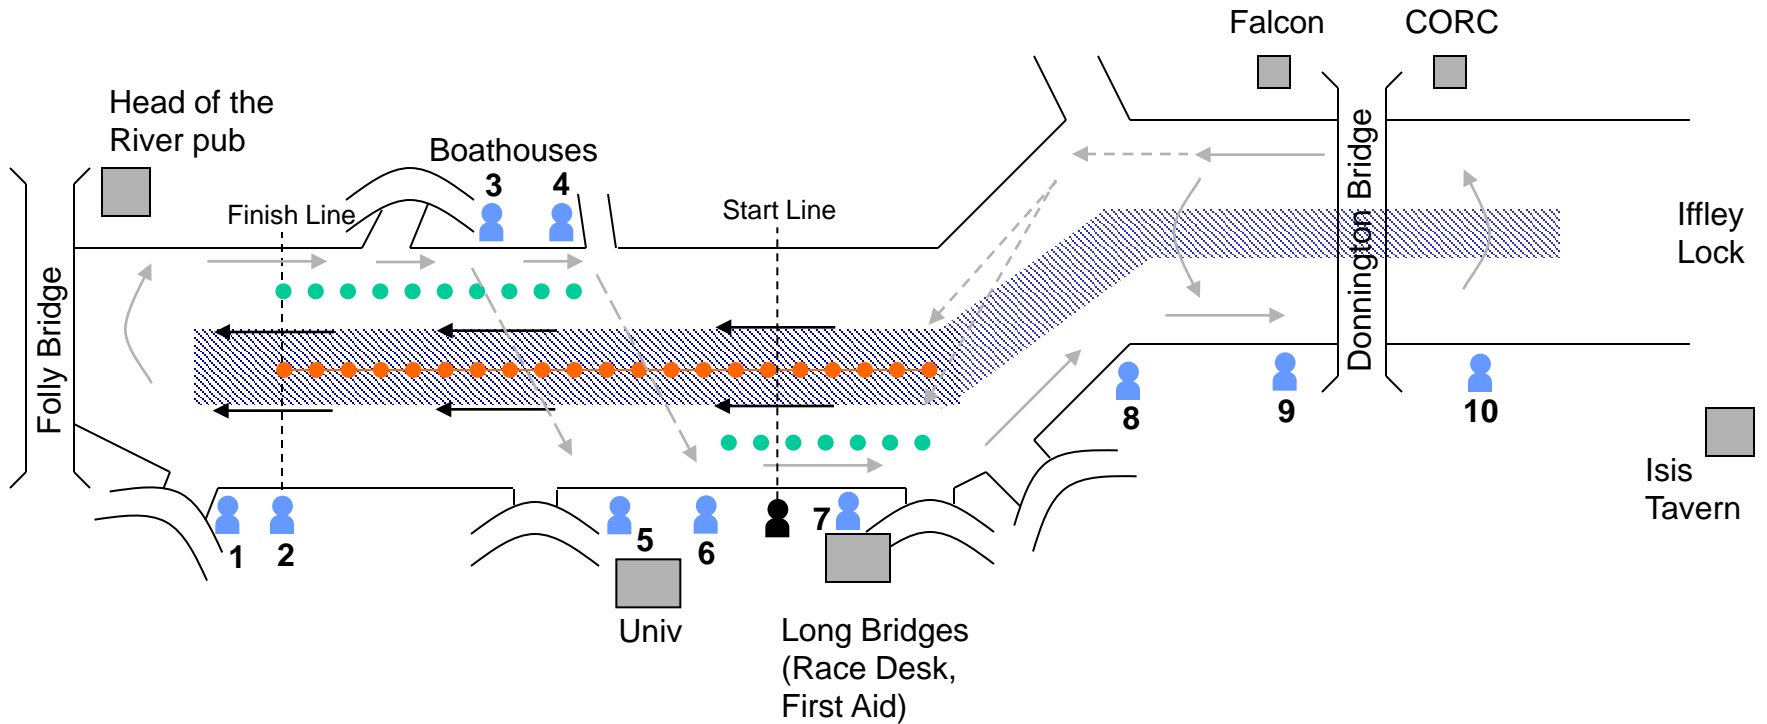 Falcon
CORC
Head of the
River pub
Boathouses
3
4
Finish Line
Start Line
Donnington Bridge
Iffley
Lock
Folly Bridge
8
9
10
Isis
Tavern
1
2
5
6
7
Univ
Long Bridges
(Race Desk,
First Aid)